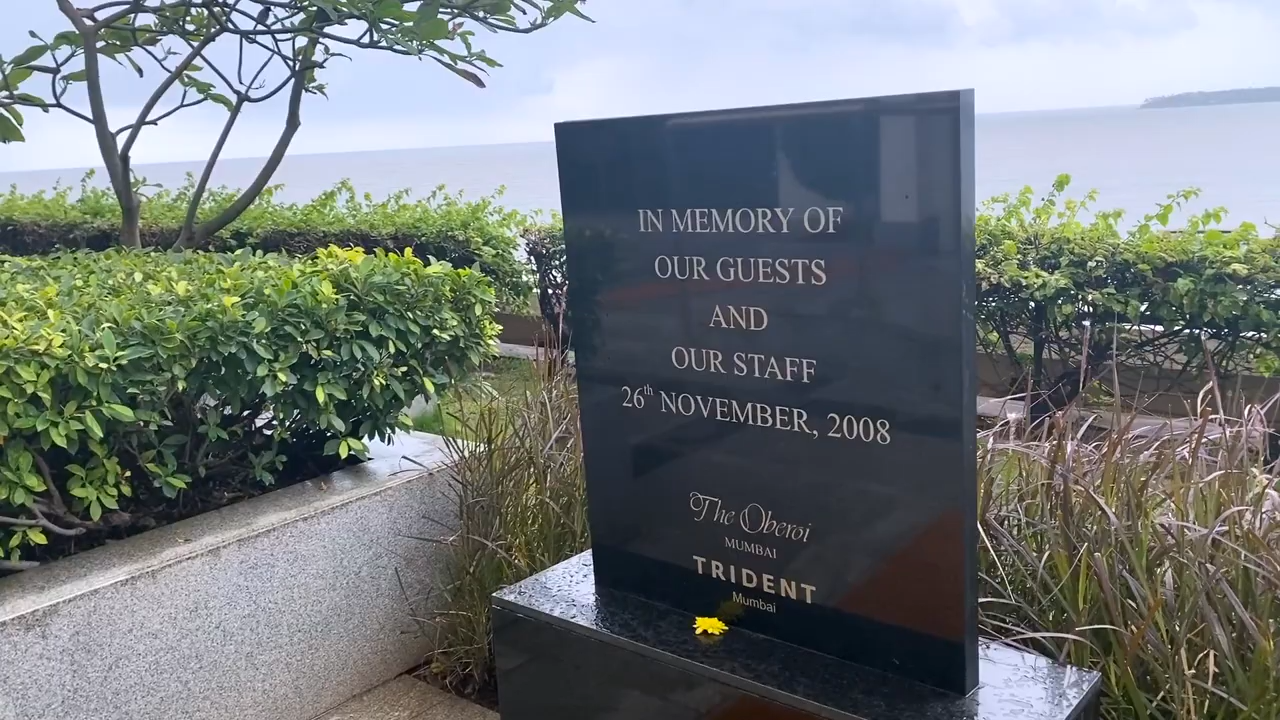 IN MEMORY OF
OUR GUESTS
AND
OUR STAFF
26th NOVEMBER, 2008
The Oberoi
MUMBAI
TRIDENT
Mumbai